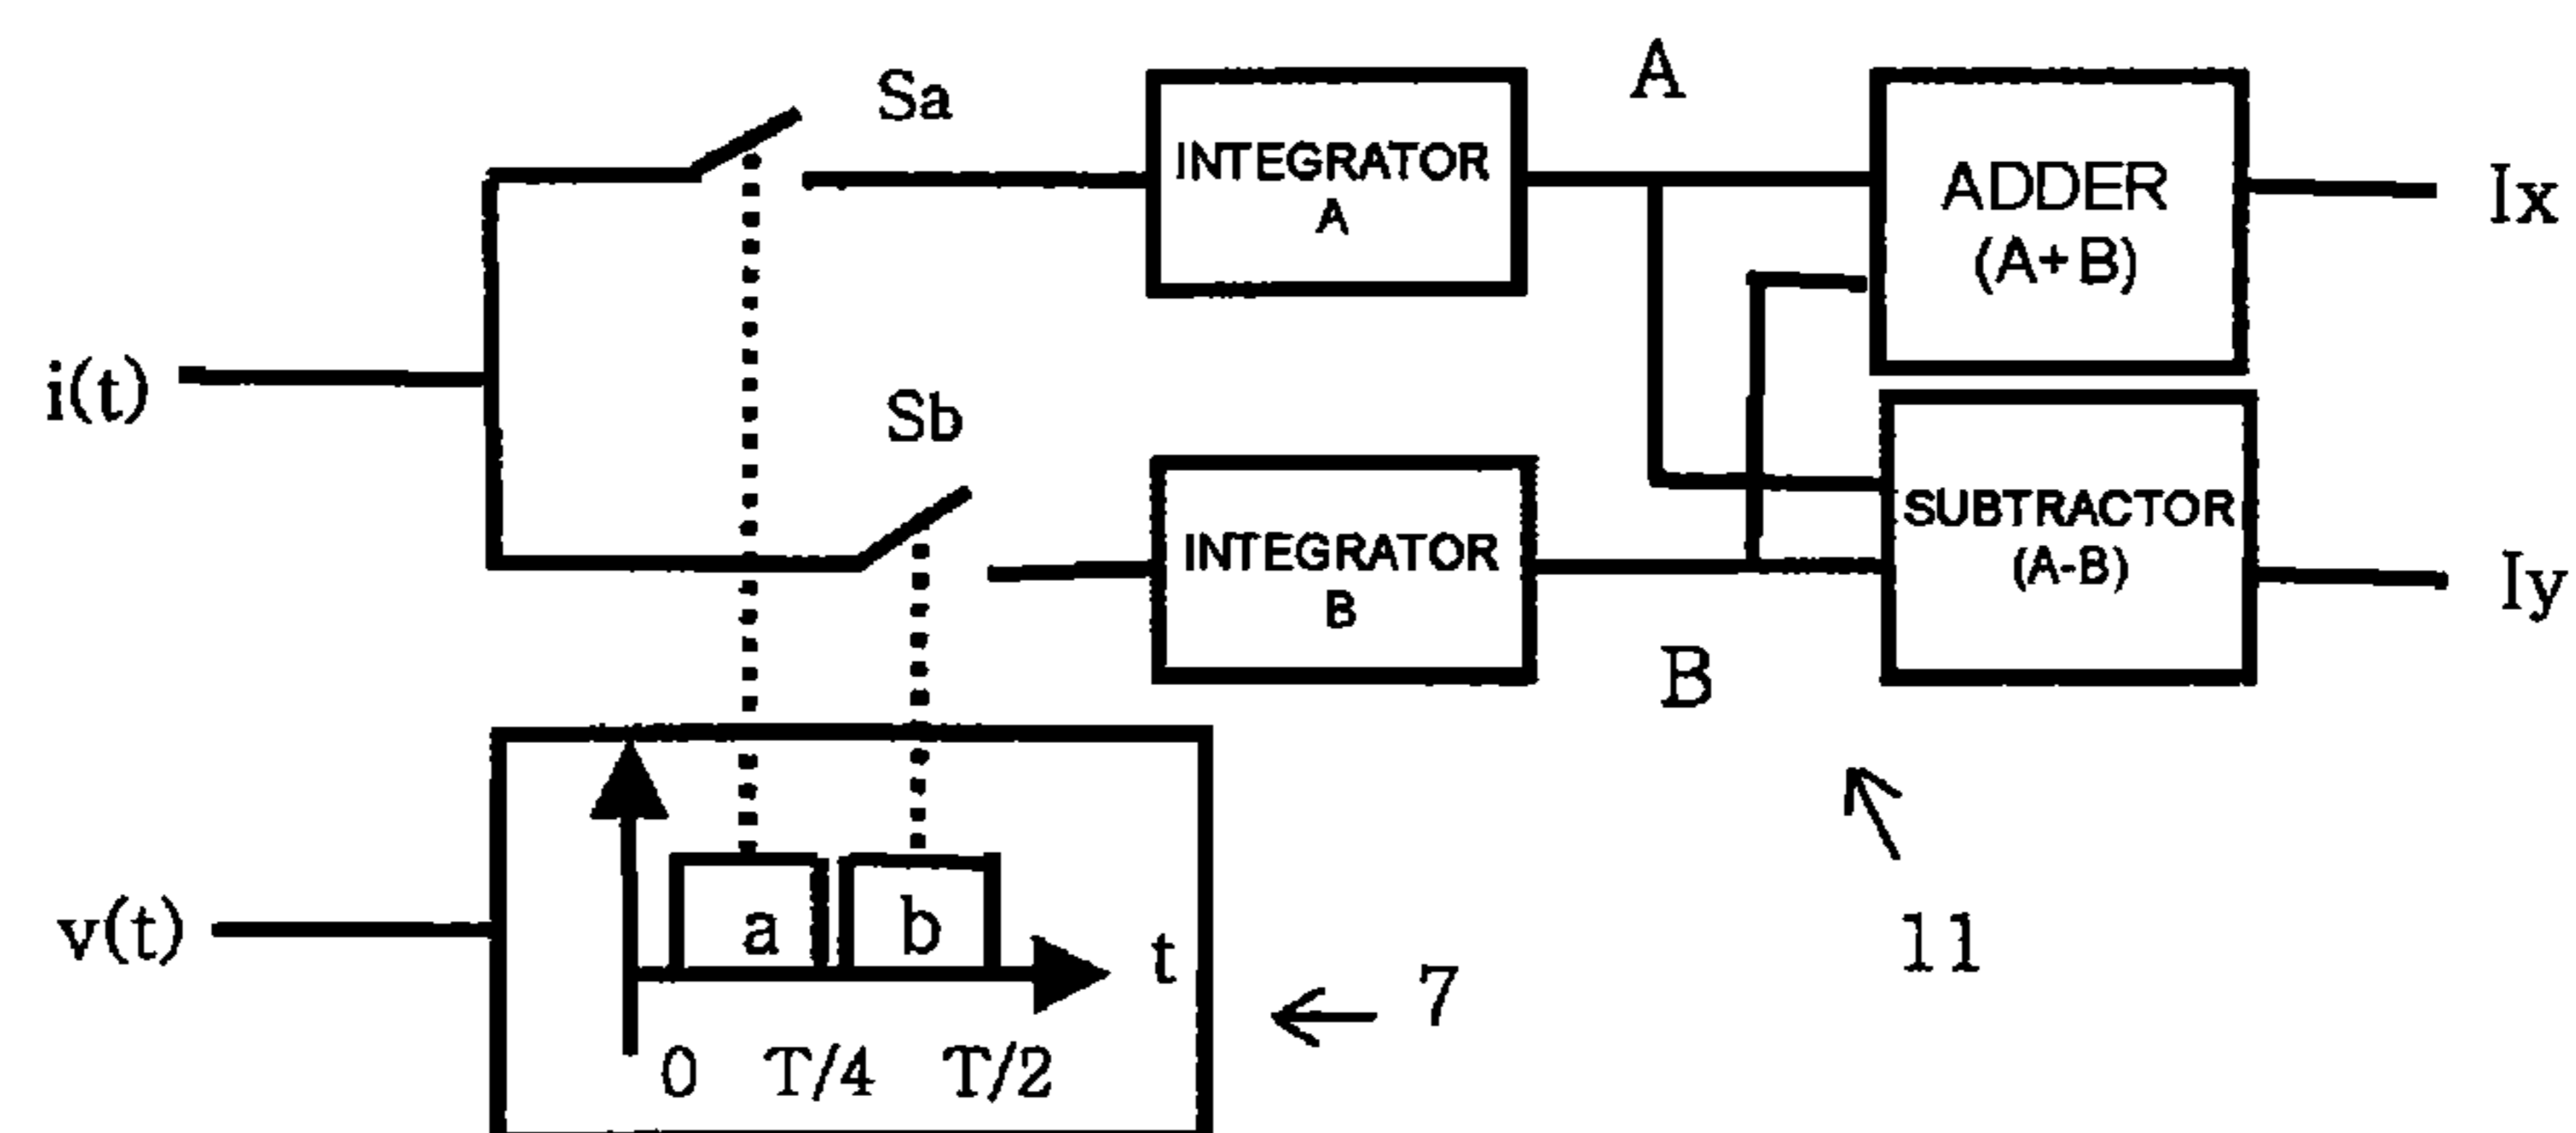 Sa
A
INTEGRATOR
A
ADDER
(A+B)
Ix
i(t)
Sb
INTEGRATOR
B
SUBTRACTOR
(A-B)
Iy
B
v(t)
a
b
t
0 T/4 T/2
7
11